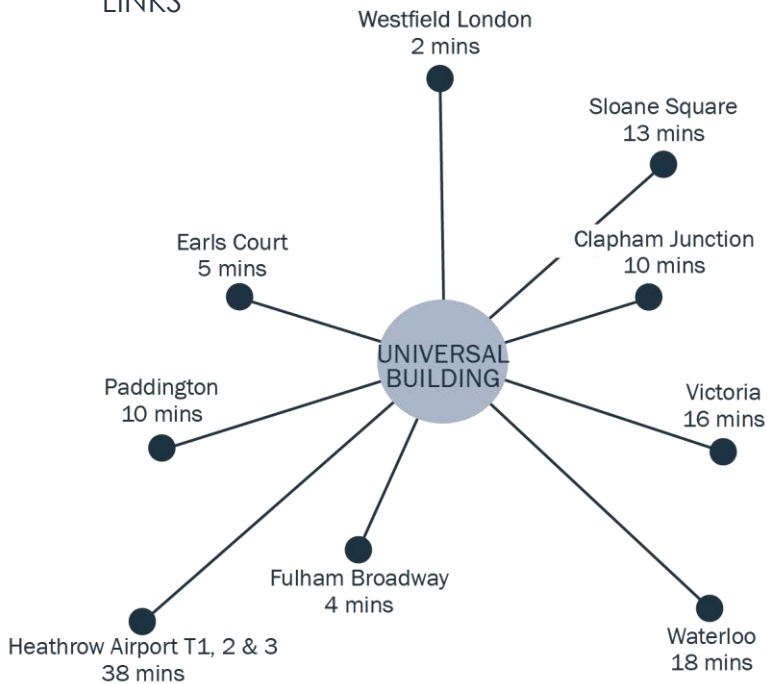 LINKS
Westfield London
2 mins
Sloane Square
13 mins
Clapham Junction
10 mins
Earls Court
5 mins
UNIVERSAL
BUILDING
Paddington
10 mins
Victoria
16 mins
Fulham Broadway
4 mins
Heathrow Airport T1, 2 & 3
38 mins
Waterloo
18 mins